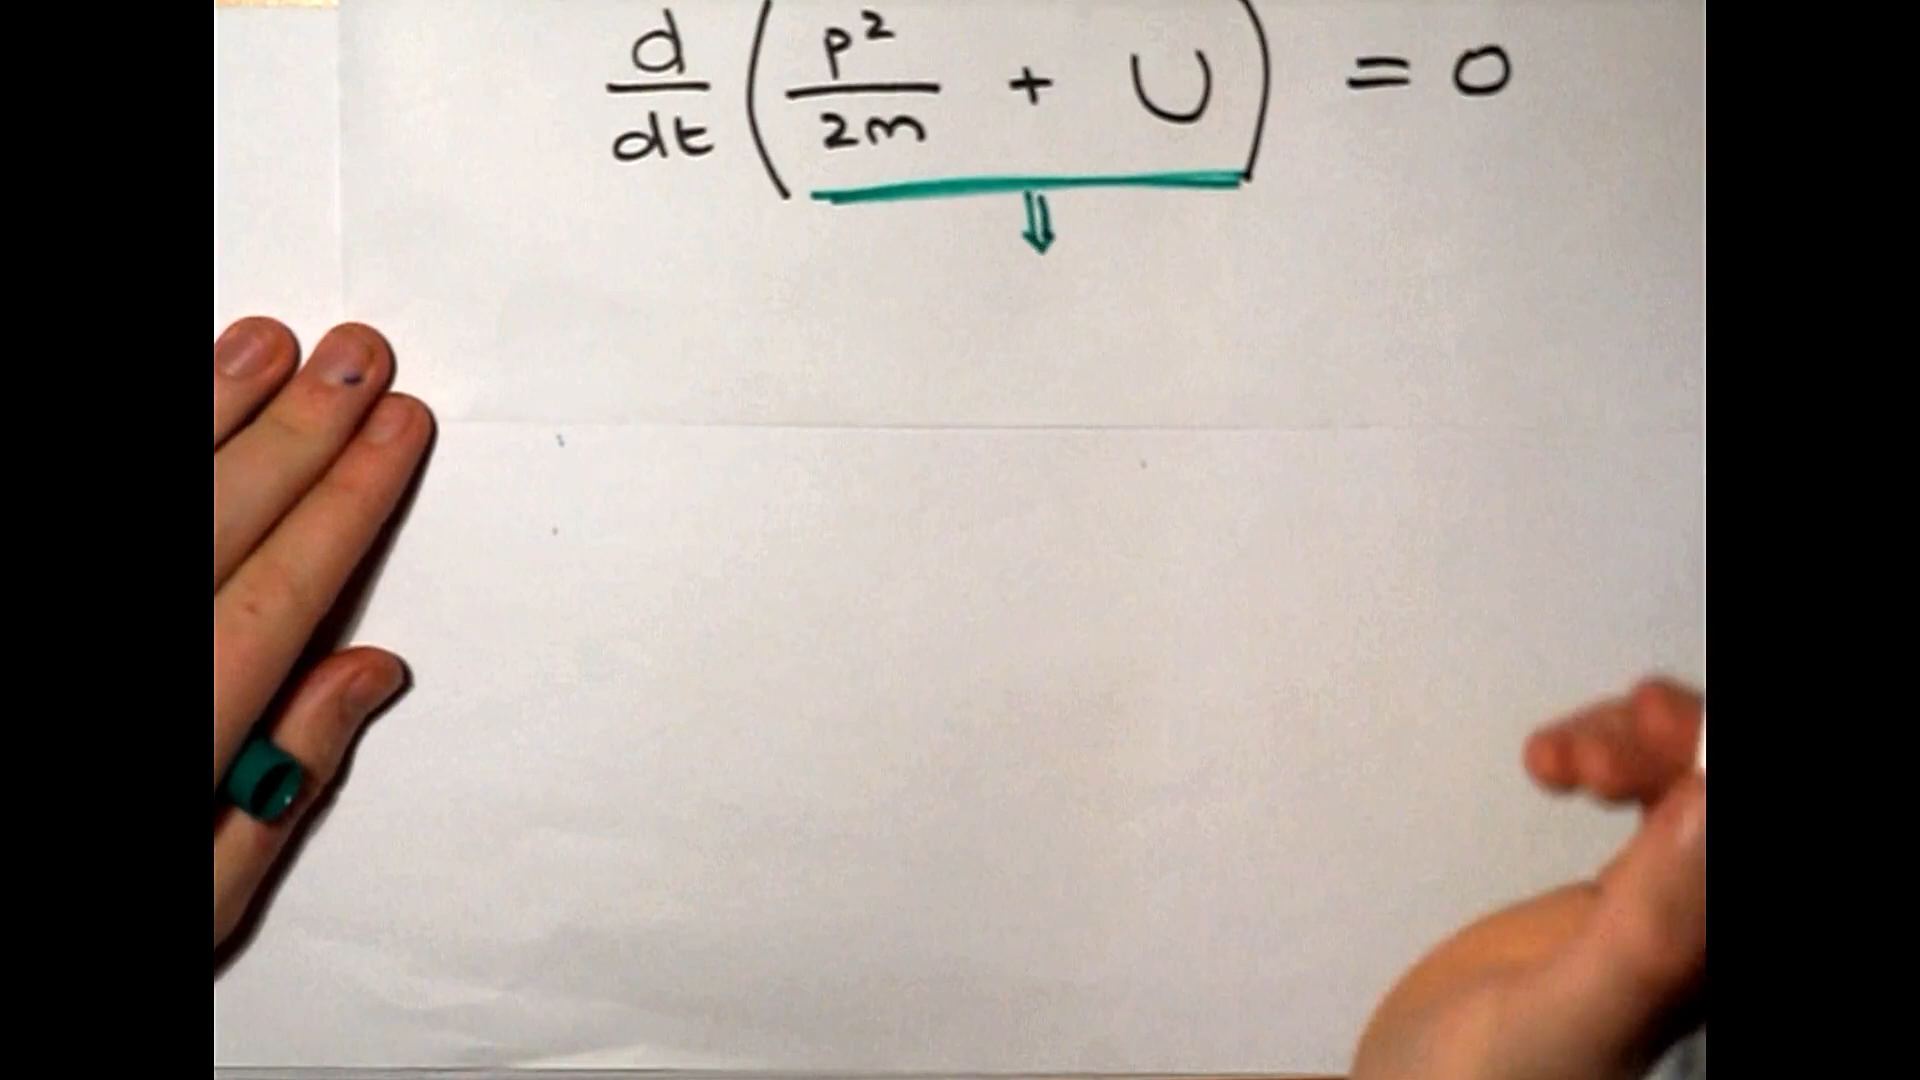 d/dt ( p²/2m + U ) = 0
⇓